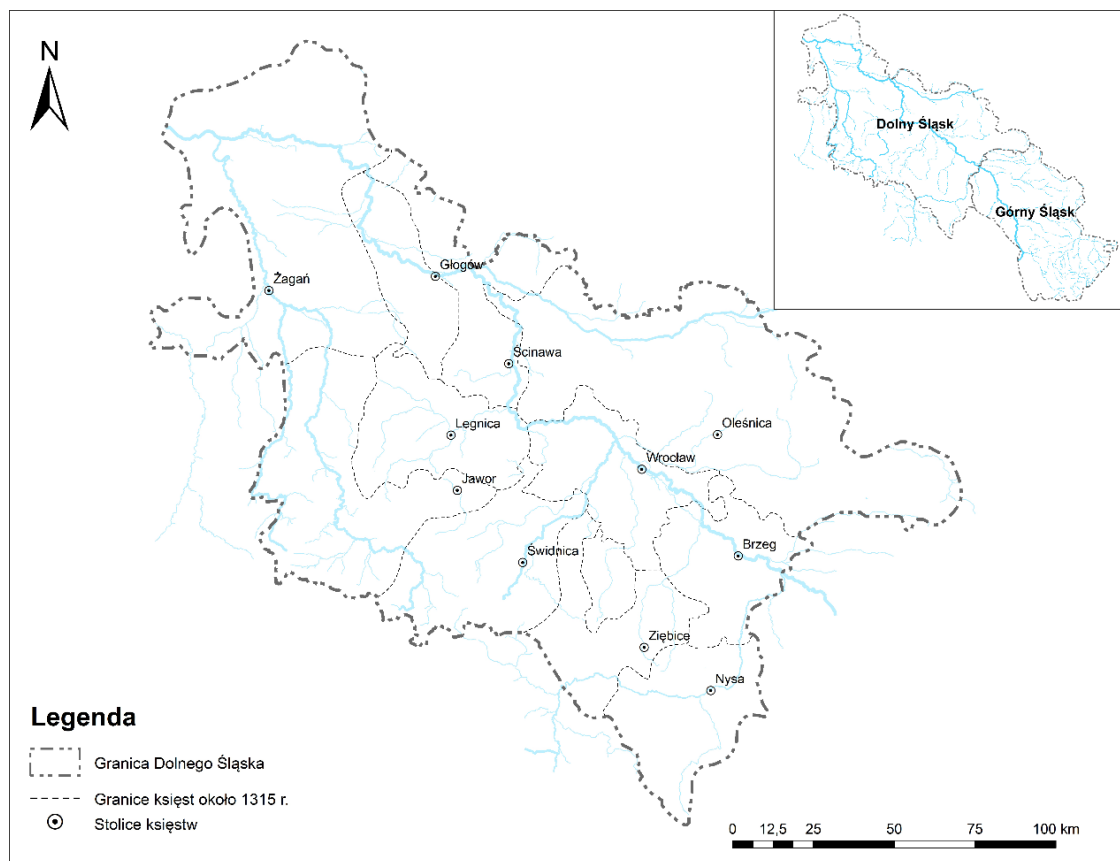 N
Dolny Śląsk
Górny Śląsk
Żagań
Głogów
Ścinawa
Legnica
Oleśnica
Wrocław
Jawor
Brzeg
Świdnica
Ziębice
Nysa
Legenda
Granica Dolnego Śląska
Granice księst około 1315 r.
Stolice księstw
0 12,5 25 50 75 100 km